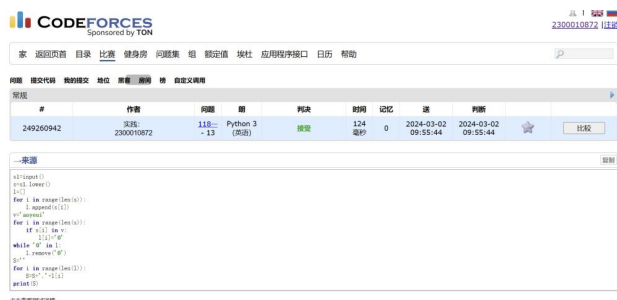 CODEFORCES
Sponsored by TON
2300010872 |注销
家 返回首页 目录 比赛 健身房 问题集 组 额定值 埃杜 应用程序接口 日历 帮助
问题 提交代码 我的提交 地位 黑客 房间 榜 自定义调用
常规
# 作者 问题 朗 判决 时间 记忆 送 判断
249260942 实践: 2300010872 118一 - 13 Python 3 (英语) 接受 124 毫秒 0 2024-03-02 09:55:44 2024-03-02 09:55:44 比较
→来源 复制
s1=input()
s=s1.lower()
l=[]
for i in range(len(s)):
l.append(s[i])
v='aoyeui'
for i in range(len(s)):
if s[i] in v:
l[i]='0'
while '0' in l:
l.remove('0')
S=''
for i in range(len(l)):
S=S+'.'+l[i]
print(S)